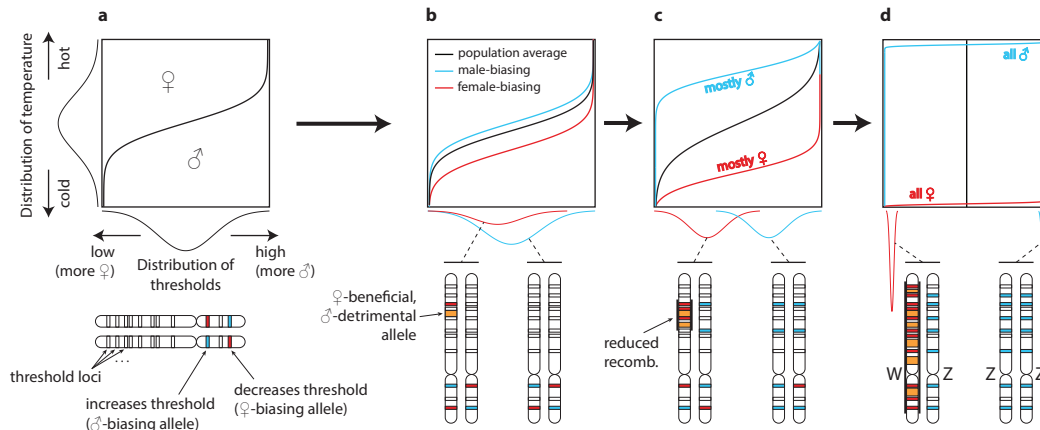 a
b
c
d
Distribution of temperature
hot
cold
♀
♂
low
(more ♀)
Distribution of
thresholds
high
(more ♂)
threshold loci
...
increases threshold
(♂-biasing allele)
decreases threshold
(♀-biasing allele)
population average
male-biasing
female-biasing
♀-beneficial,
♂-detrimental
allele
mostly ♂
mostly ♀
reduced
recomb.
all ♂
all ♀
W
Z
Z